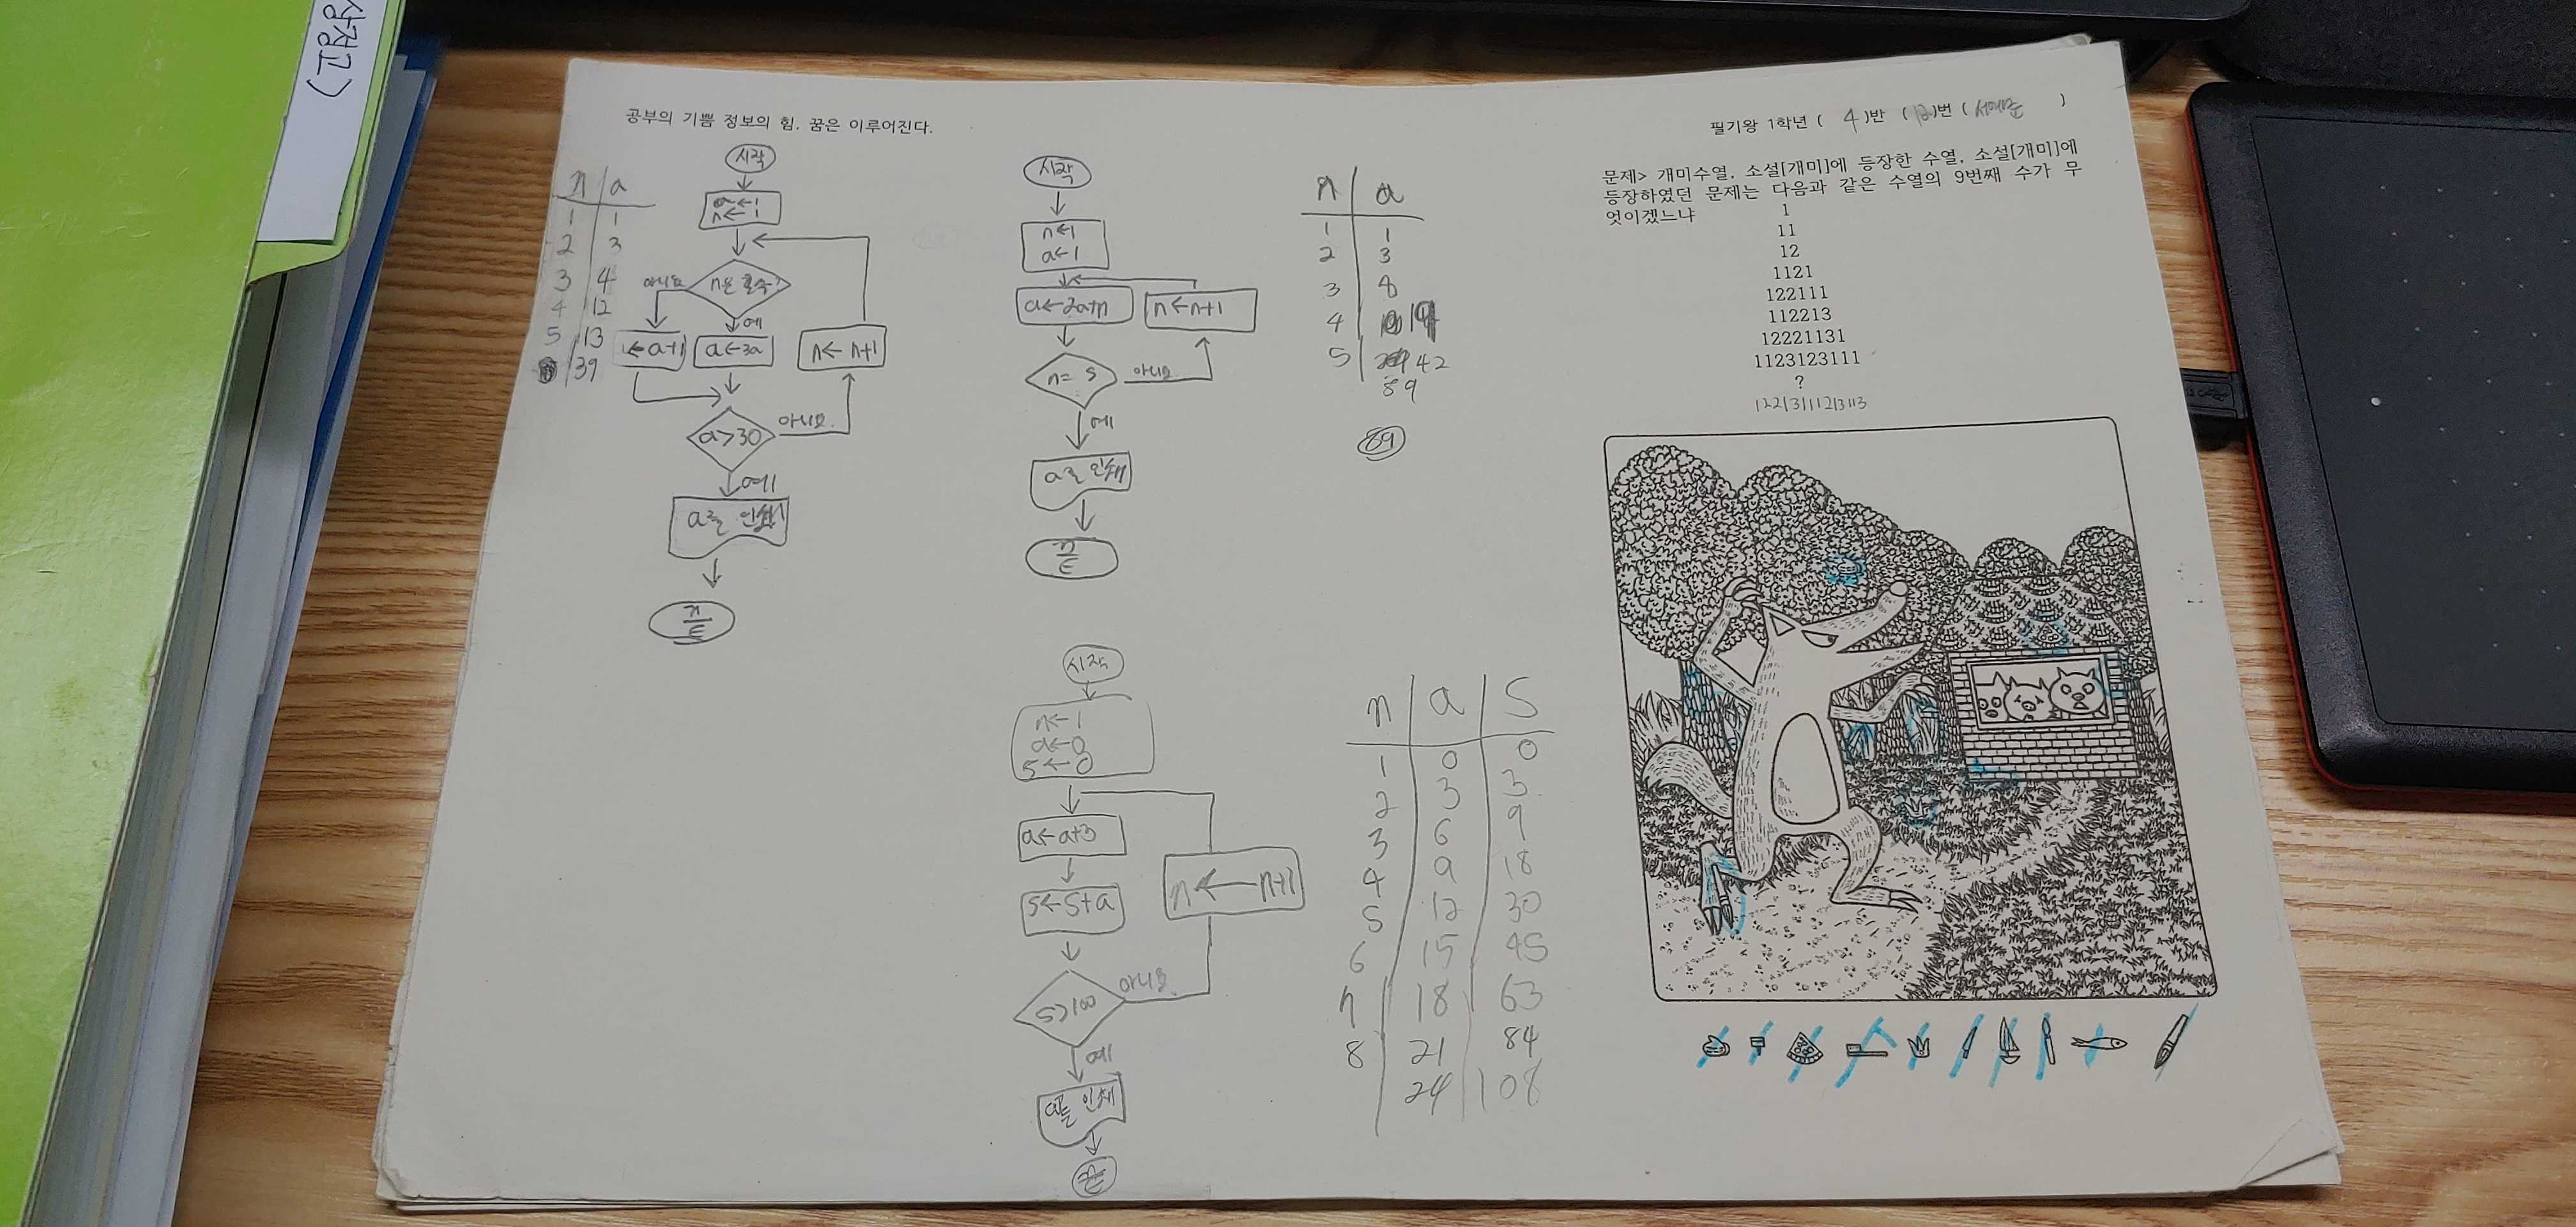 상정고)
공부의 기쁨 정보의 힘. 꿈은 이루어진다.
필기왕 1학년 ( 4 )반 (12)번 ( )
n a
1 1
2 3
3 4
4 12
5 13
39
시작
a←1
n←1
n은 홀수?
아니요
예
←a+1
a←3a
n←n+1
a>30
아니요
예
a를 인쇄
끝
시작
n←1
a←1
a←2a+n
n←n+1
n=5
아니요
예
a를 인쇄
끝
n a
1 1
2 3
3 8
4 19
5 42
89
89
시작
n←1
a←0
S←0
a←a+3
S←S+a
n←n+1
S>100
아니요
예
a를 인쇄
끝
n a S
1 0 0
2 3 3
3 6 9
4 9 18
5 12 30
6 15 45
7 18 63
8 21 84
24 108
문제> 개미수열, 소설[개미]에 등장한 수열, 소설[개미]에
등장하였던 문제는 다음과 같은 수열의 9번째 수가 무
엇이겠느냐
1
11
12
1121
122111
112213
12221131
1123123111
?
12213111213113